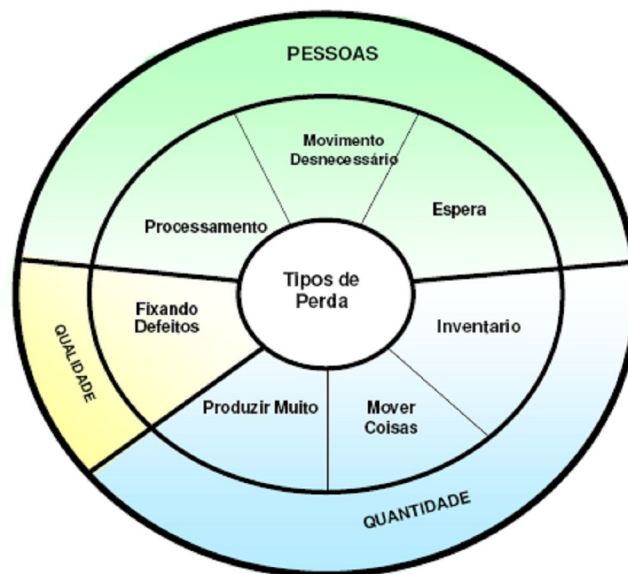 PESSOAS
Movimento
Desnecessário
Processamento
Espera
Tipos de
Perda
Fixando
Defeitos
Inventario
QUALIDADE
Produzir Muito
Mover
Coisas
QUANTIDADE